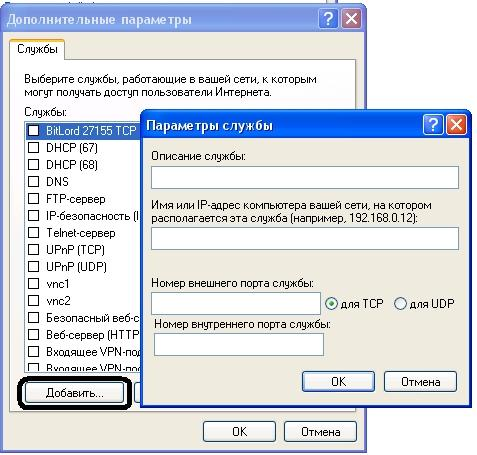 Дополнительные параметры
Службы
Выберите службы, работающие в вашей сети, к которым
могут получать доступ пользователи Интернета.
Службы:
BitLord 27155 TCP
DHCP (67)
DHCP (68)
DNS
FTP-сервер
IP-безопасность (I
Telnet-сервер
UPnP (TCP)
UPnP (UDP)
vnc1
vnc2
Безопасный веб-с
Веб-сервер (HTTP
Входящее VPN-под
Входящее VPN-под
Добавить...
OK
Отмена
Параметры службы
Описание службы:
Имя или IP-адрес компьютера вашей сети, на котором
располагается эта служба (например, 192.168.0.12):
Номер внешнего порта службы:
для TCP
для UDP
Номер внутреннего порта службы:
OK
Отмена